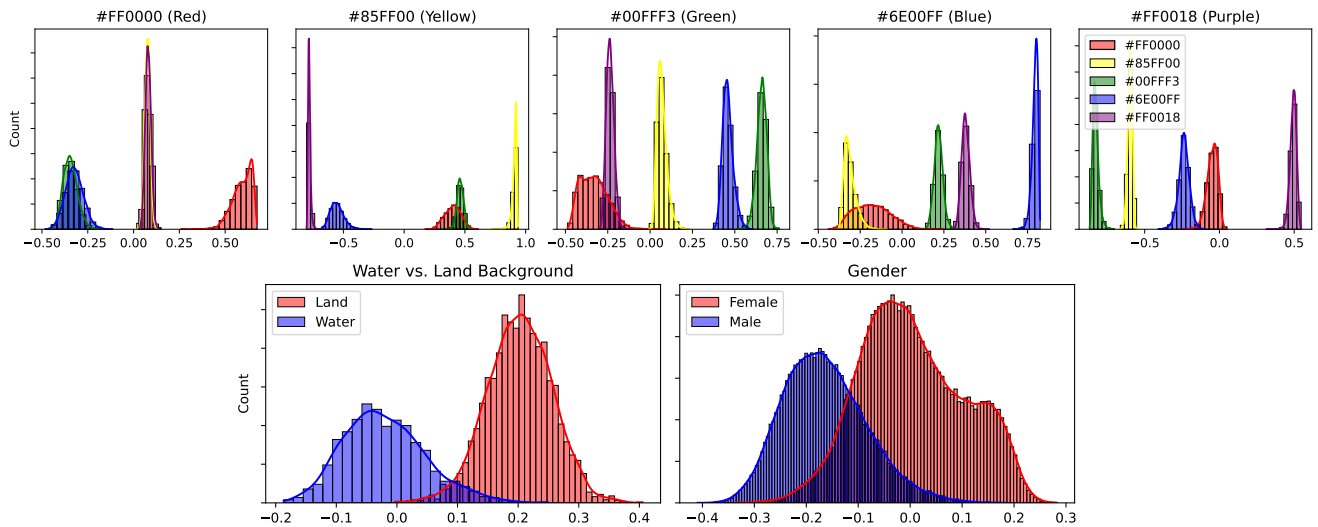 #FF0000 (Red)
#85FF00 (Yellow)
#00FFF3 (Green)
#6E00FF (Blue)
#FF0018 (Purple)
Count
−0.50 −0.25 0.00 0.25 0.50
−0.5 0.0 0.5 1.0
−0.50 −0.25 0.00 0.25 0.50 0.75
−0.50 −0.25 0.00 0.25 0.50 0.75
−0.5 0.0 0.5
#FF0000
#85FF00
#00FFF3
#6E00FF
#FF0018
Water vs. Land Background
Land
Water
Count
−0.2 −0.1 0.0 0.1 0.2 0.3 0.4
Gender
Female
Male
−0.4 −0.3 −0.2 −0.1 0.0 0.1 0.2 0.3